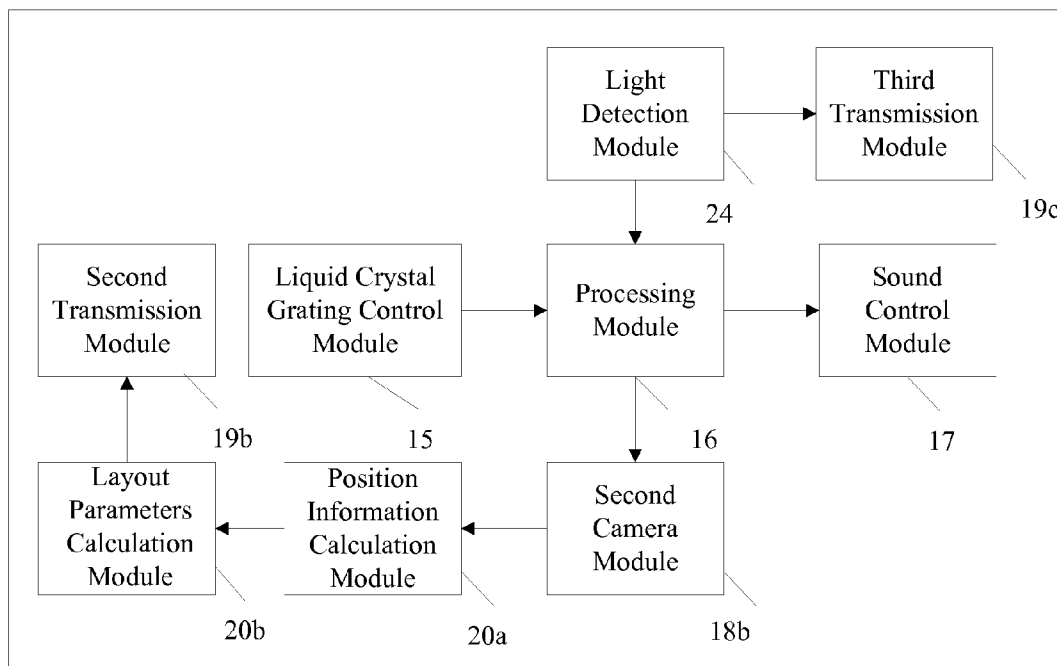 Light
Detection
Module
Third
Transmission
Module
24
19c
Second
Transmission
Module
Liquid Crystal
Grating Control
Module
Processing
Module
Sound
Control
Module
19b
15
16
17
Layout
Parameters
Calculation
Module
Position
Information
Calculation
Module
Second
Camera
Module
20b
20a
18b